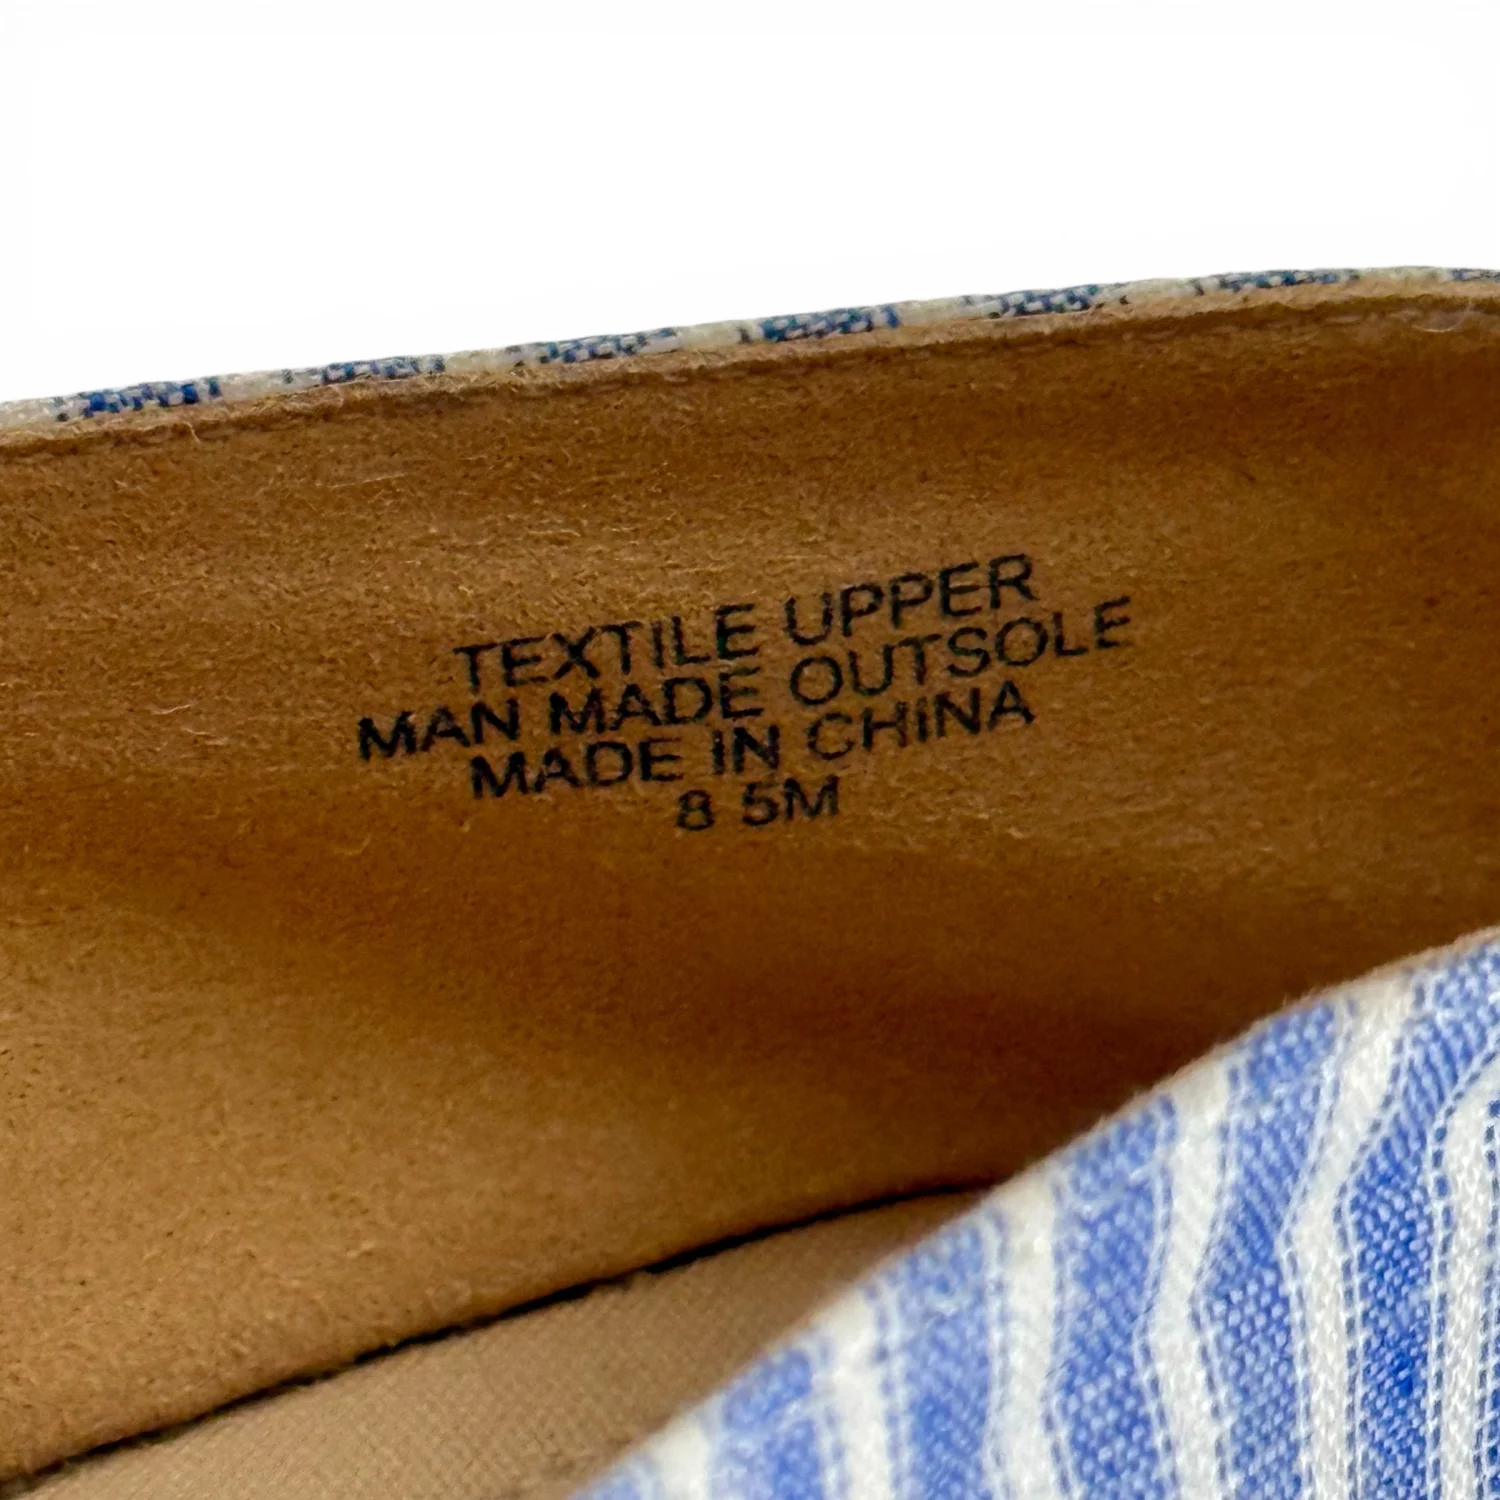 TEXTILE UPPER
MAN MADE OUTSOLE
MADE IN CHINA
8 5M